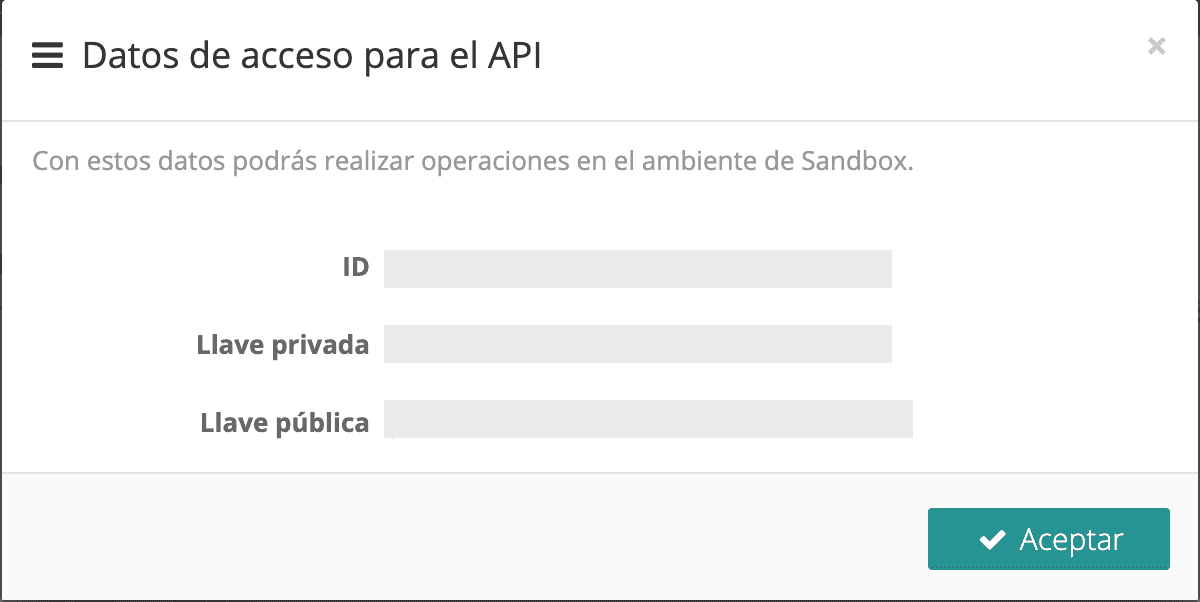 Datos de acceso para el API
Con estos datos podrás realizar operaciones en el ambiente de Sandbox.
ID
Llave privada
Llave pública
Aceptar